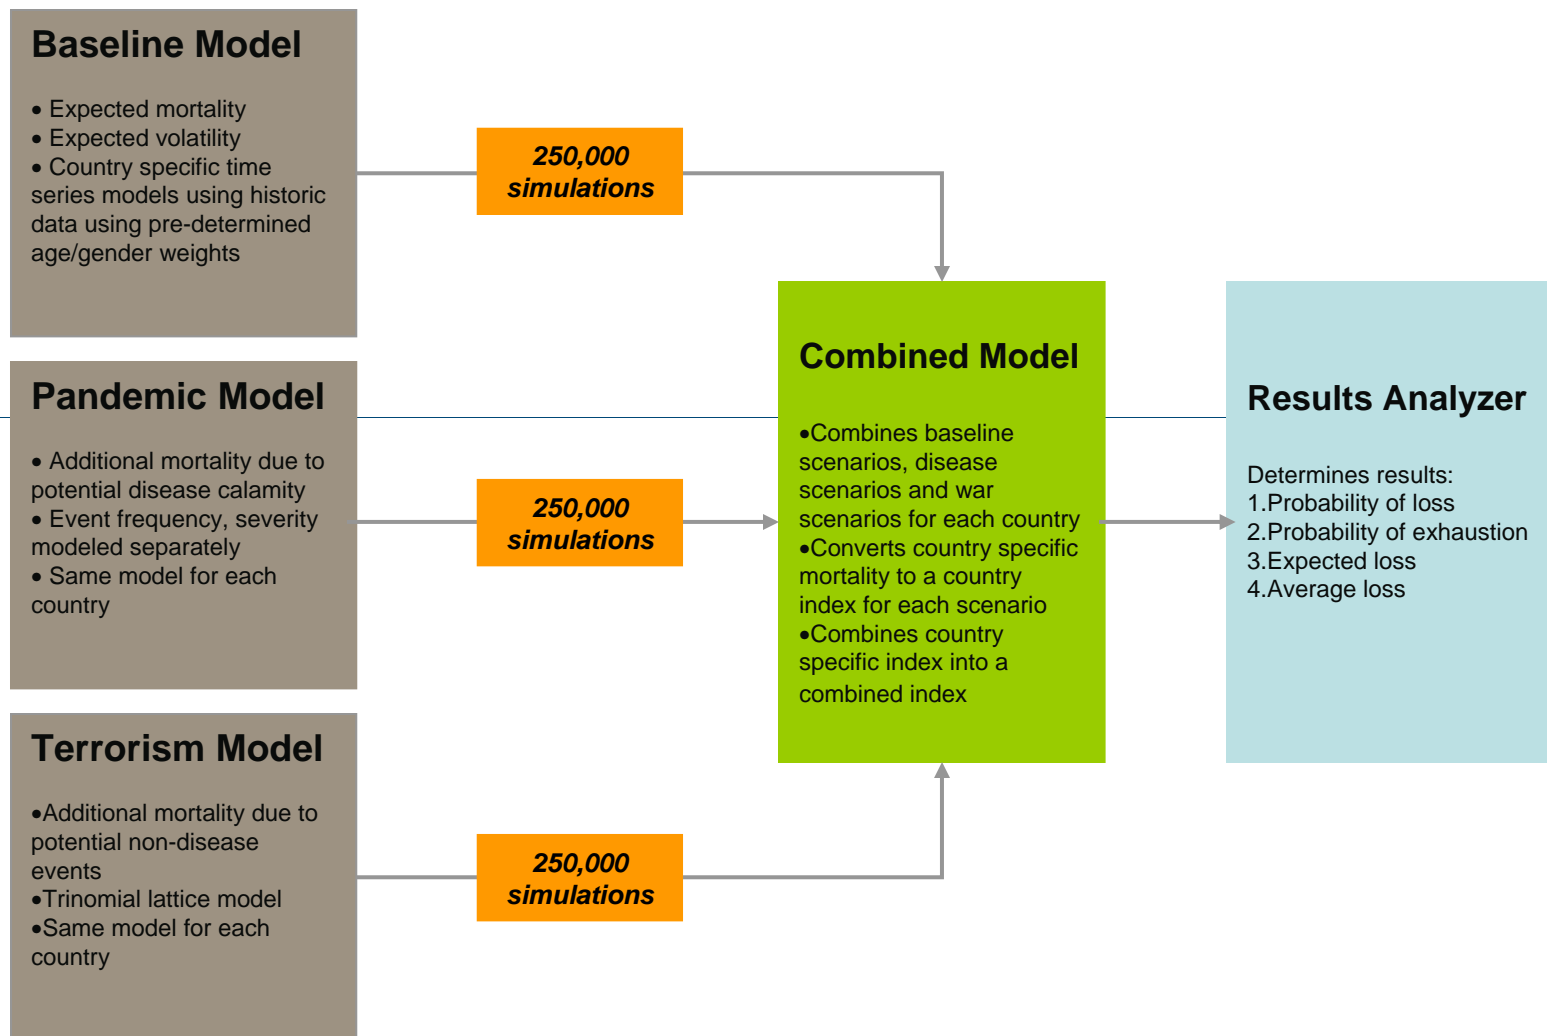 Baseline Model
• Expected mortality
• Expected volatility
• Country specific time
series models using historic
data using pre-determined
age/gender weights
250,000
simulations
Pandemic Model
• Additional mortality due to
potential disease calamity
• Event frequency, severity
modeled separately
• Same model for each
country
250,000
simulations
Terrorism Model
•Additional mortality due to
potential non-disease
events
•Trinomial lattice model
•Same model for each
country
250,000
simulations
Combined Model
•Combines baseline
scenarios, disease
scenarios and war
scenarios for each country
•Converts country specific
mortality to a country
index for each scenario
•Combines country
specific index into a
combined index
Results Analyzer
Determines results:
1.Probability of loss
2.Probability of exhaustion
3.Expected loss
4.Average loss